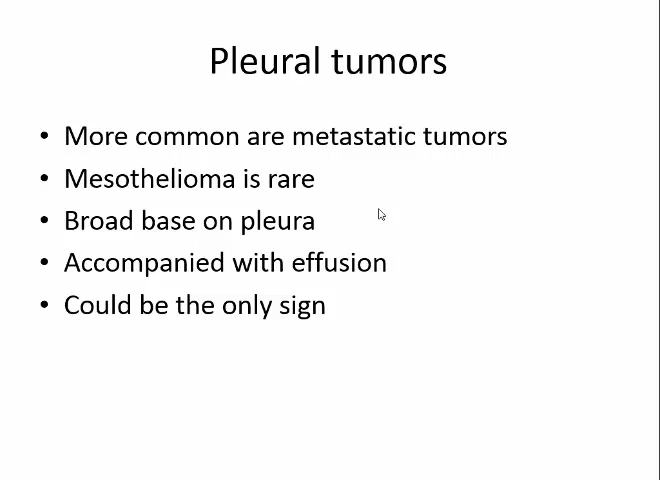 Pleural tumors
• More common are metastatic tumors
• Mesothelioma is rare
• Broad base on pleura
• Accompanied with effusion
• Could be the only sign